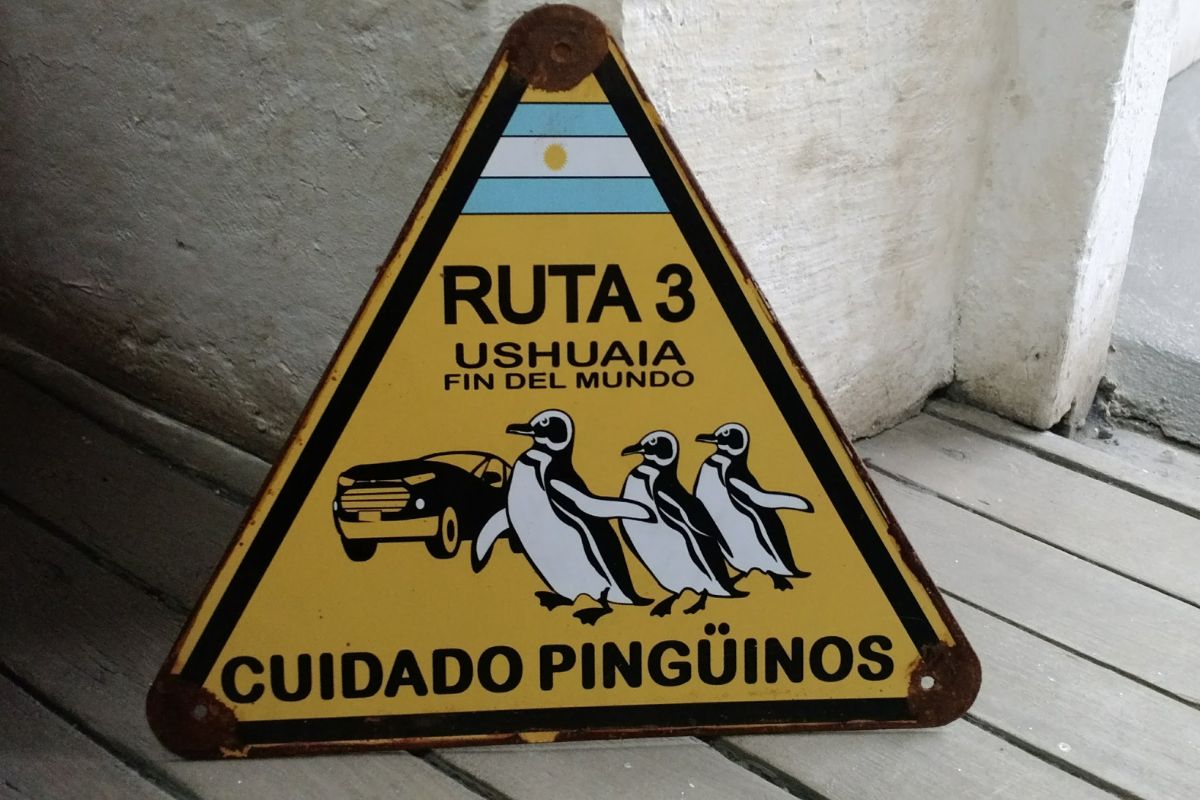 RUTA 3
USHUAIA
FIN DEL MUNDO
CUIDADO PINGÜINOS